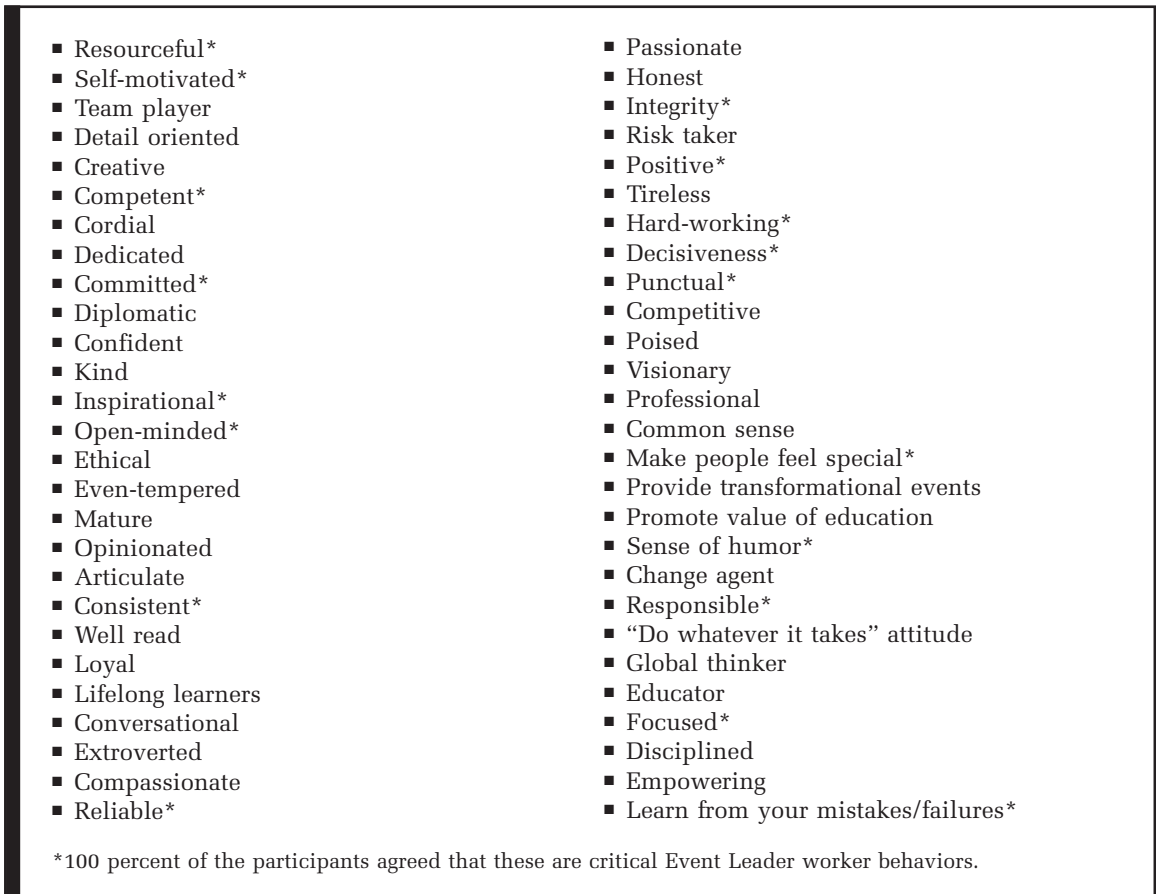 ▪ Resourceful*
▪ Self-motivated*
▪ Team player
▪ Detail oriented
▪ Creative
▪ Competent*
▪ Cordial
▪ Dedicated
▪ Committed*
▪ Diplomatic
▪ Confident
▪ Kind
▪ Inspirational*
▪ Open-minded*
▪ Ethical
▪ Even-tempered
▪ Mature
▪ Opinionated
▪ Articulate
▪ Consistent*
▪ Well read
▪ Loyal
▪ Lifelong learners
▪ Conversational
▪ Extroverted
▪ Compassionate
▪ Reliable*
▪ Passionate
▪ Honest
▪ Integrity*
▪ Risk taker
▪ Positive*
▪ Tireless
▪ Hard-working*
▪ Decisiveness*
▪ Punctual*
▪ Competitive
▪ Poised
▪ Visionary
▪ Professional
▪ Common sense
▪ Make people feel special*
▪ Provide transformational events
▪ Promote value of education
▪ Sense of humor*
▪ Change agent
▪ Responsible*
▪ “Do whatever it takes” attitude
▪ Global thinker
▪ Educator
▪ Focused*
▪ Disciplined
▪ Empowering
▪ Learn from your mistakes/failures*
*100 percent of the participants agreed that these are critical Event Leader worker behaviors.